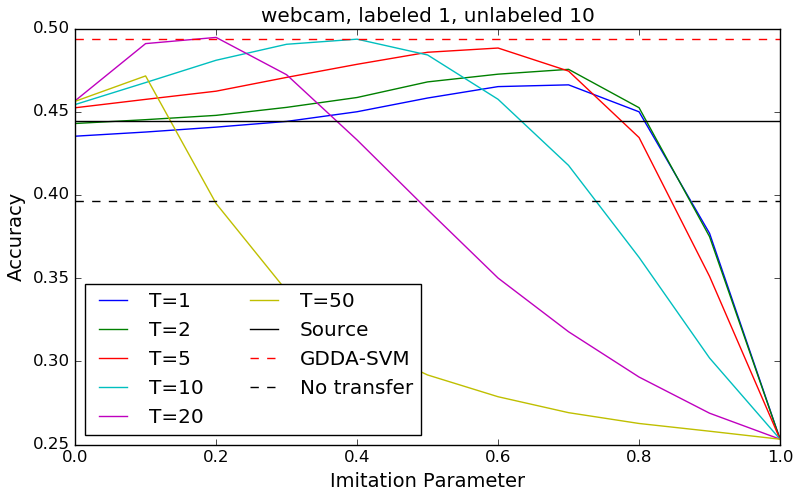 webcam, labeled 1, unlabeled 10
0.50
0.45
0.40
0.35
0.30
0.25
Accuracy
T=1
T=2
T=5
T=10
T=20
T=50
Source
GDDA-SVM
No transfer
0.0 0.2 0.4 0.6 0.8 1.0
Imitation Parameter